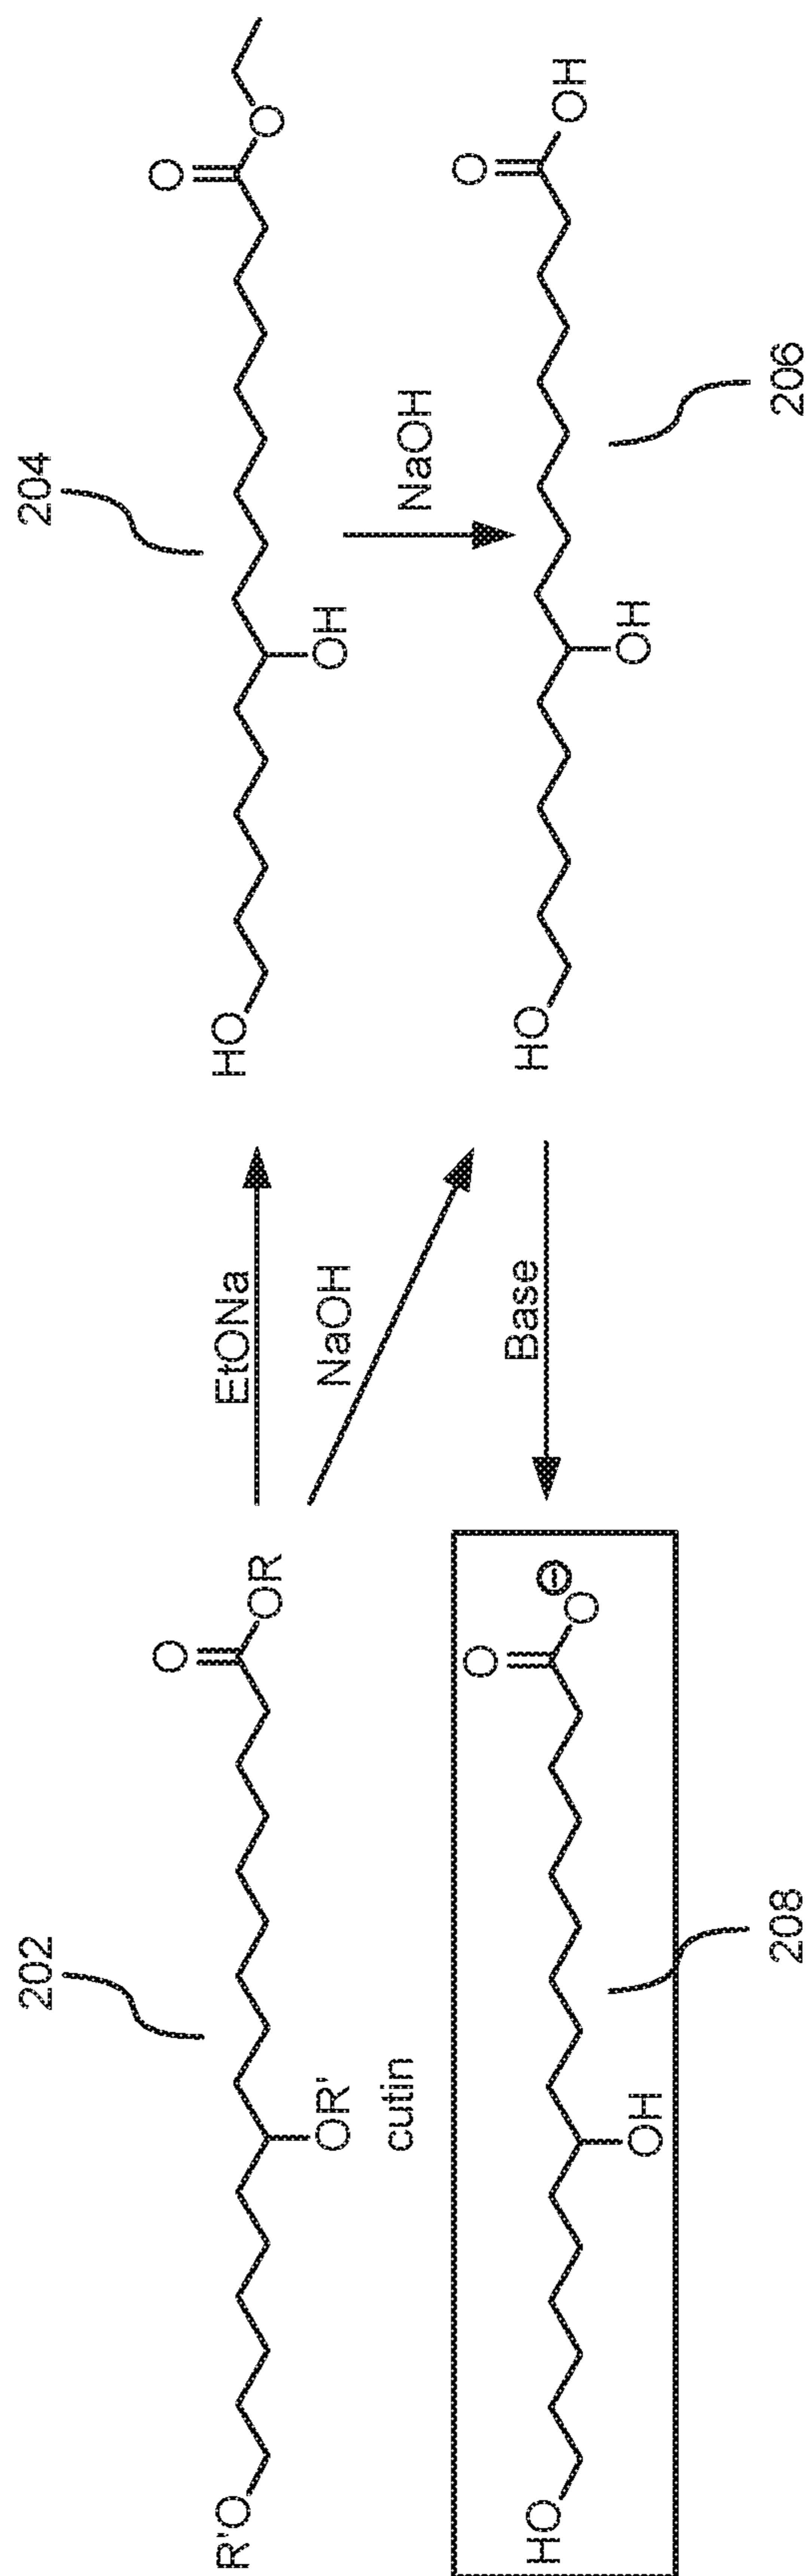 202
R'O
OR'
O
OR
cutin
EtONa
NaOH
204
HO
OH
O
O
NaOH
HO
OH
O
OH
206
Base
HO
OH
O
O⊖
208